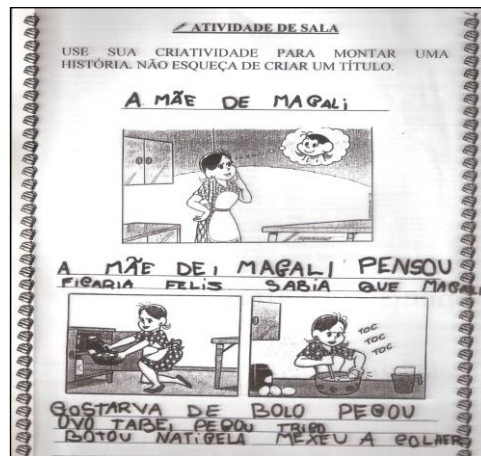 ATIVIDADE DE SALA
USE SUA CRIATIVIDADE PARA MONTAR UMA
HISTÓRIA. NÃO ESQUEÇA DE CRIAR UM TÍTULO.
A MÃE DE MAGALI
A MÃE DEI MAGALI PENSOU
FICARIA FELIS SABIA QUE MAGALI
TOC
TOC
TOC
GOSTARVA DE BOLO PEGOU
OVO TABEI PEGOU TRIGO
BOTOU NATIGELA MEXEU A COLHER